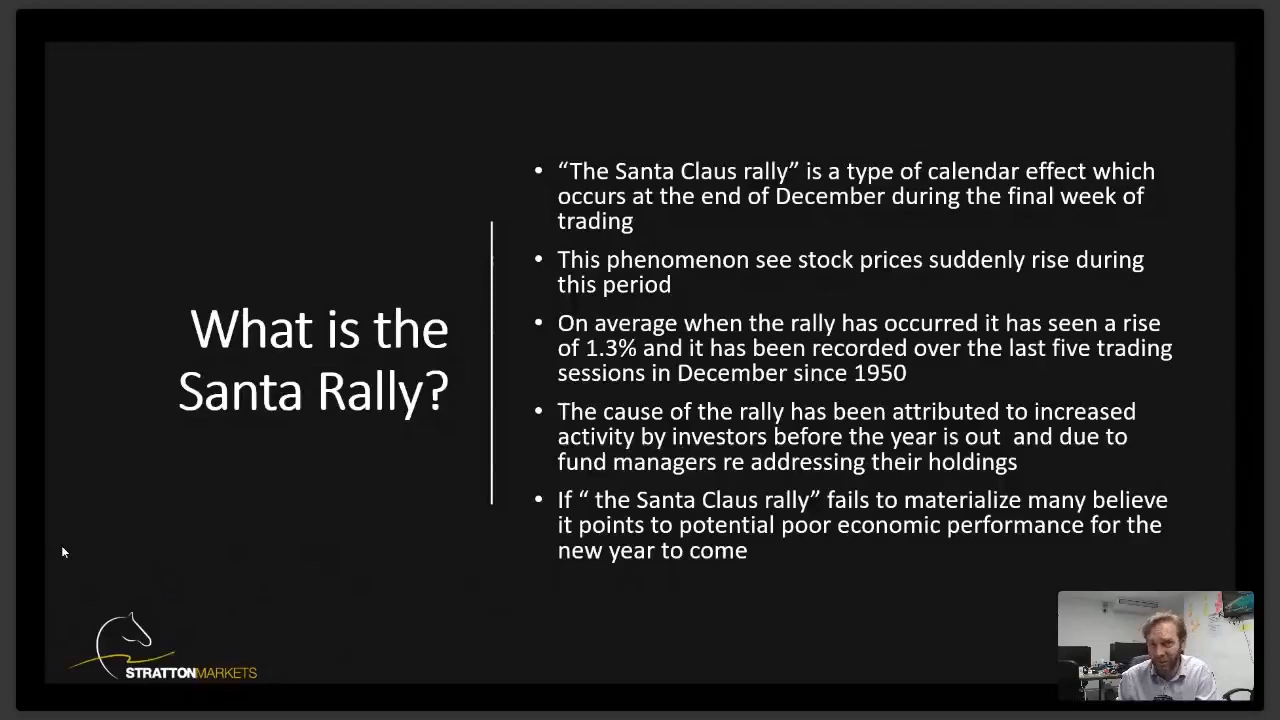 What is the
Santa Rally?
• “The Santa Claus rally” is a type of calendar effect which
occurs at the end of December during the final week of
trading
• This phenomenon see stock prices suddenly rise during
this period
• On average when the rally has occurred it has seen a rise
of 1.3% and it has been recorded over the last five trading
sessions in December since 1950
• The cause of the rally has been attributed to increased
activity by investors before the year is out  and due to
fund managers re addressing their holdings
• If “ the Santa Claus rally” fails to materialize many believe
it points to potential poor economic performance for the
new year to come
STRATTONMARKETS